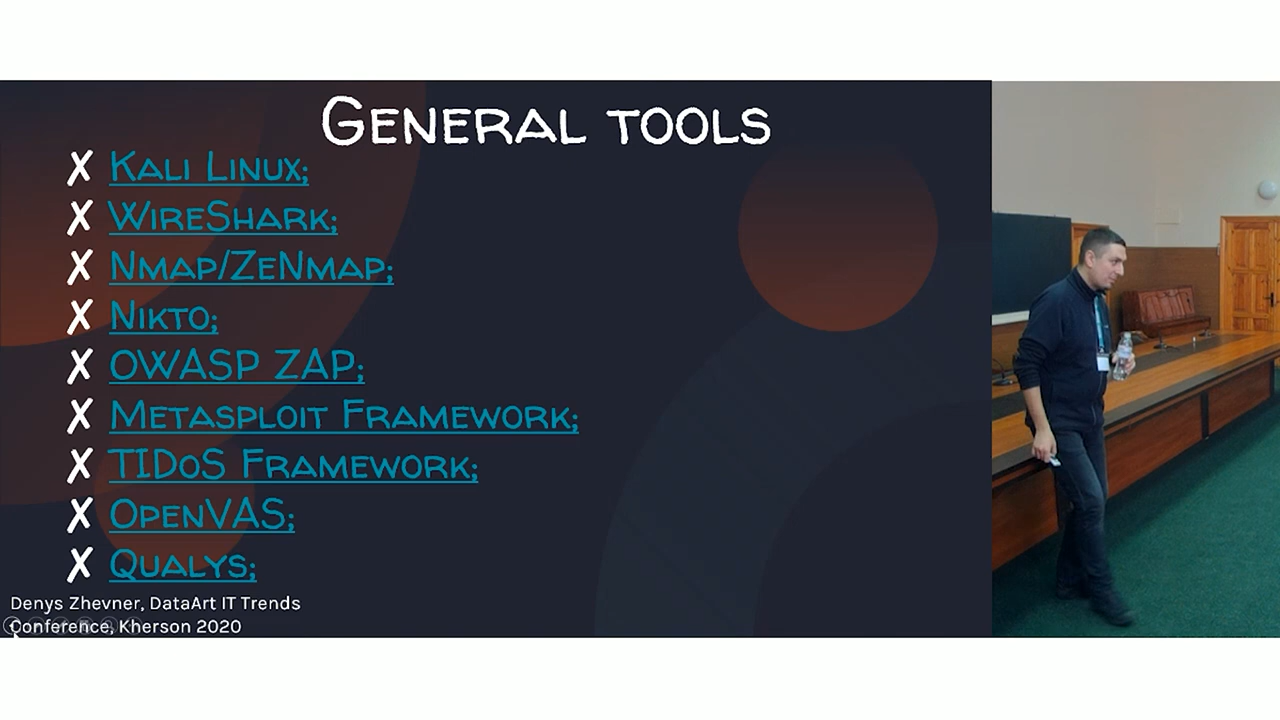 General tools
✗ Kali Linux;
✗ WireShark;
✗ Nmap/ZeNmap;
✗ Nikto;
✗ OWASP ZAP;
✗ Metasploit Framework;
✗ TIDoS Framework;
✗ OpenVAS;
✗ Qualys;
Denys Zhevner, DataArt IT Trends
Conference, Kherson 2020